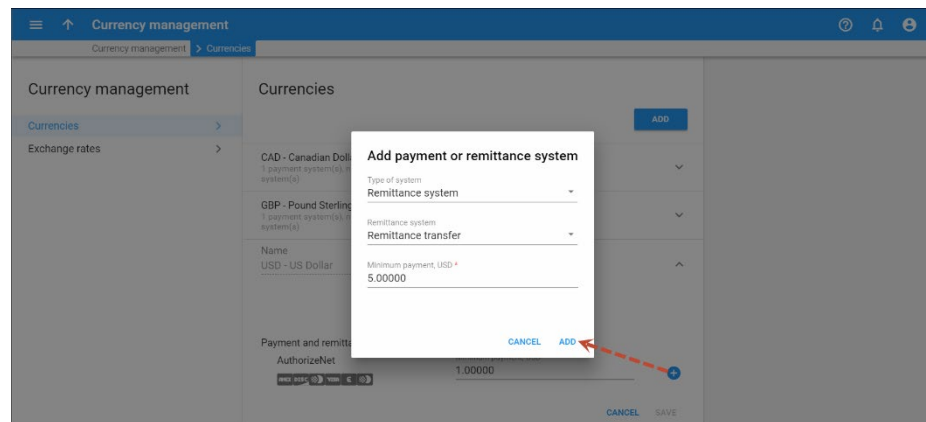 Currency management
Currency management > Currencies
Currency management
Currencies
Exchange rates
Currencies
ADD
CAD - Canadian Doll
1 payment system(s), n
system(s)
GBP - Pound Sterling
1 payment system(s), n
system(s)
Name
USD - US Dollar
Add payment or remittance system
Type of system
Remittance system
Remittance system
Remittance transfer
Minimum payment, USD *
5.00000
CANCEL ADD
Payment and remitta
AuthorizeNet
1.00000
CANCEL SAVE